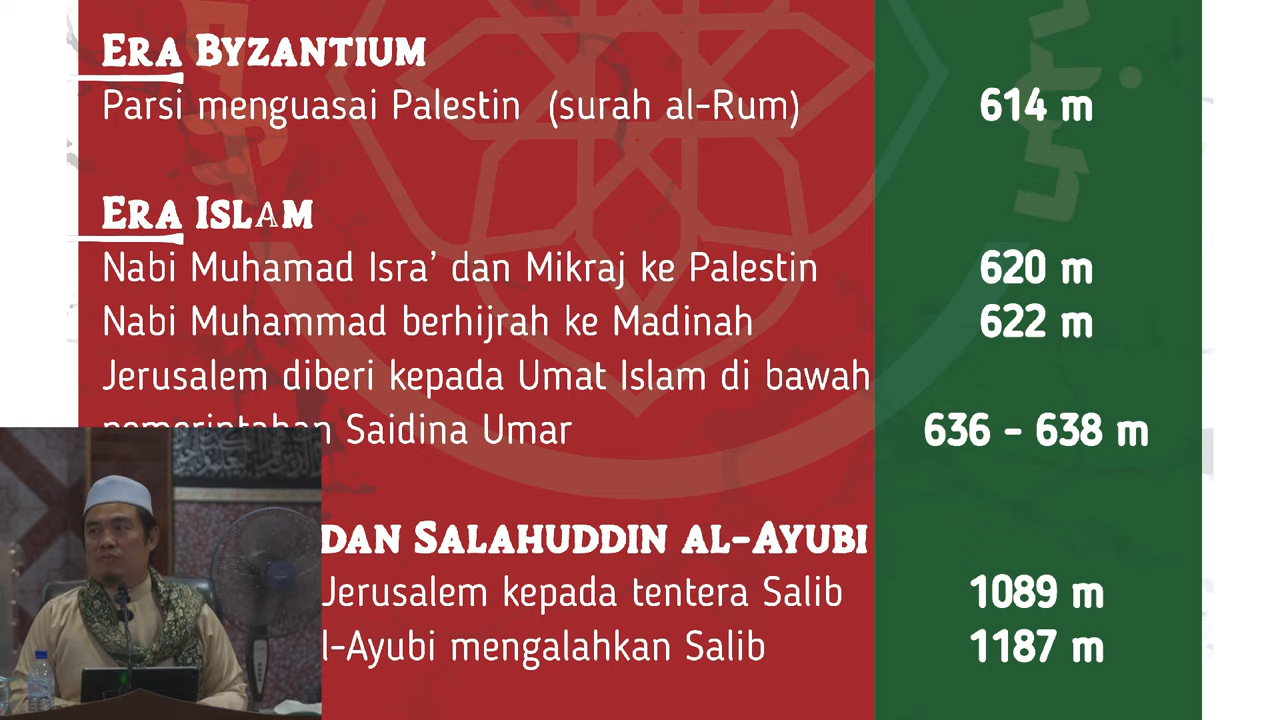 ERA BYZANTIUM
Parsi menguasai Palestin (surah al-Rum) 614 m
ERA ISLAM
Nabi Muhamad Isra' dan Mikraj ke Palestin 620 m
Nabi Muhammad berhijrah ke Madinah 622 m
Jerusalem diberi kepada Umat Islam di bawah
pemerintahan Saidina Umar 636 - 638 m
DAN SALAHUDDIN AL-AYUBI
Jerusalem kepada tentera Salib 1089 m
l-Ayubi mengalahkan Salib 1187 m